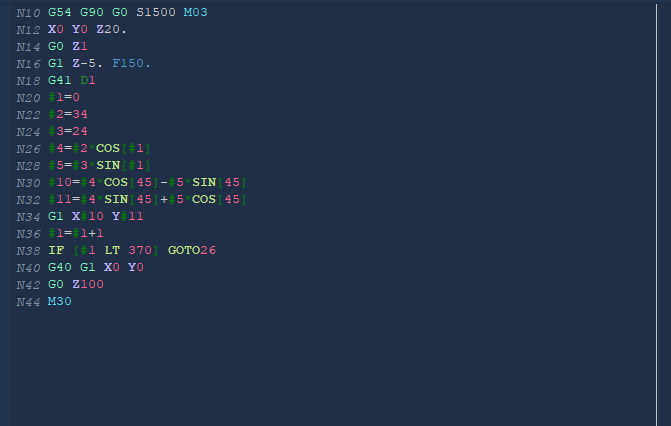 N10 G54 G90 G0 S1500 M03
N12 X0 Y0 Z20.
N14 G0 Z1
N16 G1 Z-5. F150.
N18 G41 D1
N20 #1=0
N22 #2=34
N24 #3=24
N26 #4=#2*COS[#1]
N28 #5=#3*SIN[#1]
N30 #10=#4*COS[45]-#5*SIN[45]
N32 #11=#4*SIN[45]+#5*COS[45]
N34 G1 X#10 Y#11
N36 #1=#1+1
N38 IF [#1 LT 370] GOTO26
N40 G40 G1 X0 Y0
N42 G0 Z100
N44 M30